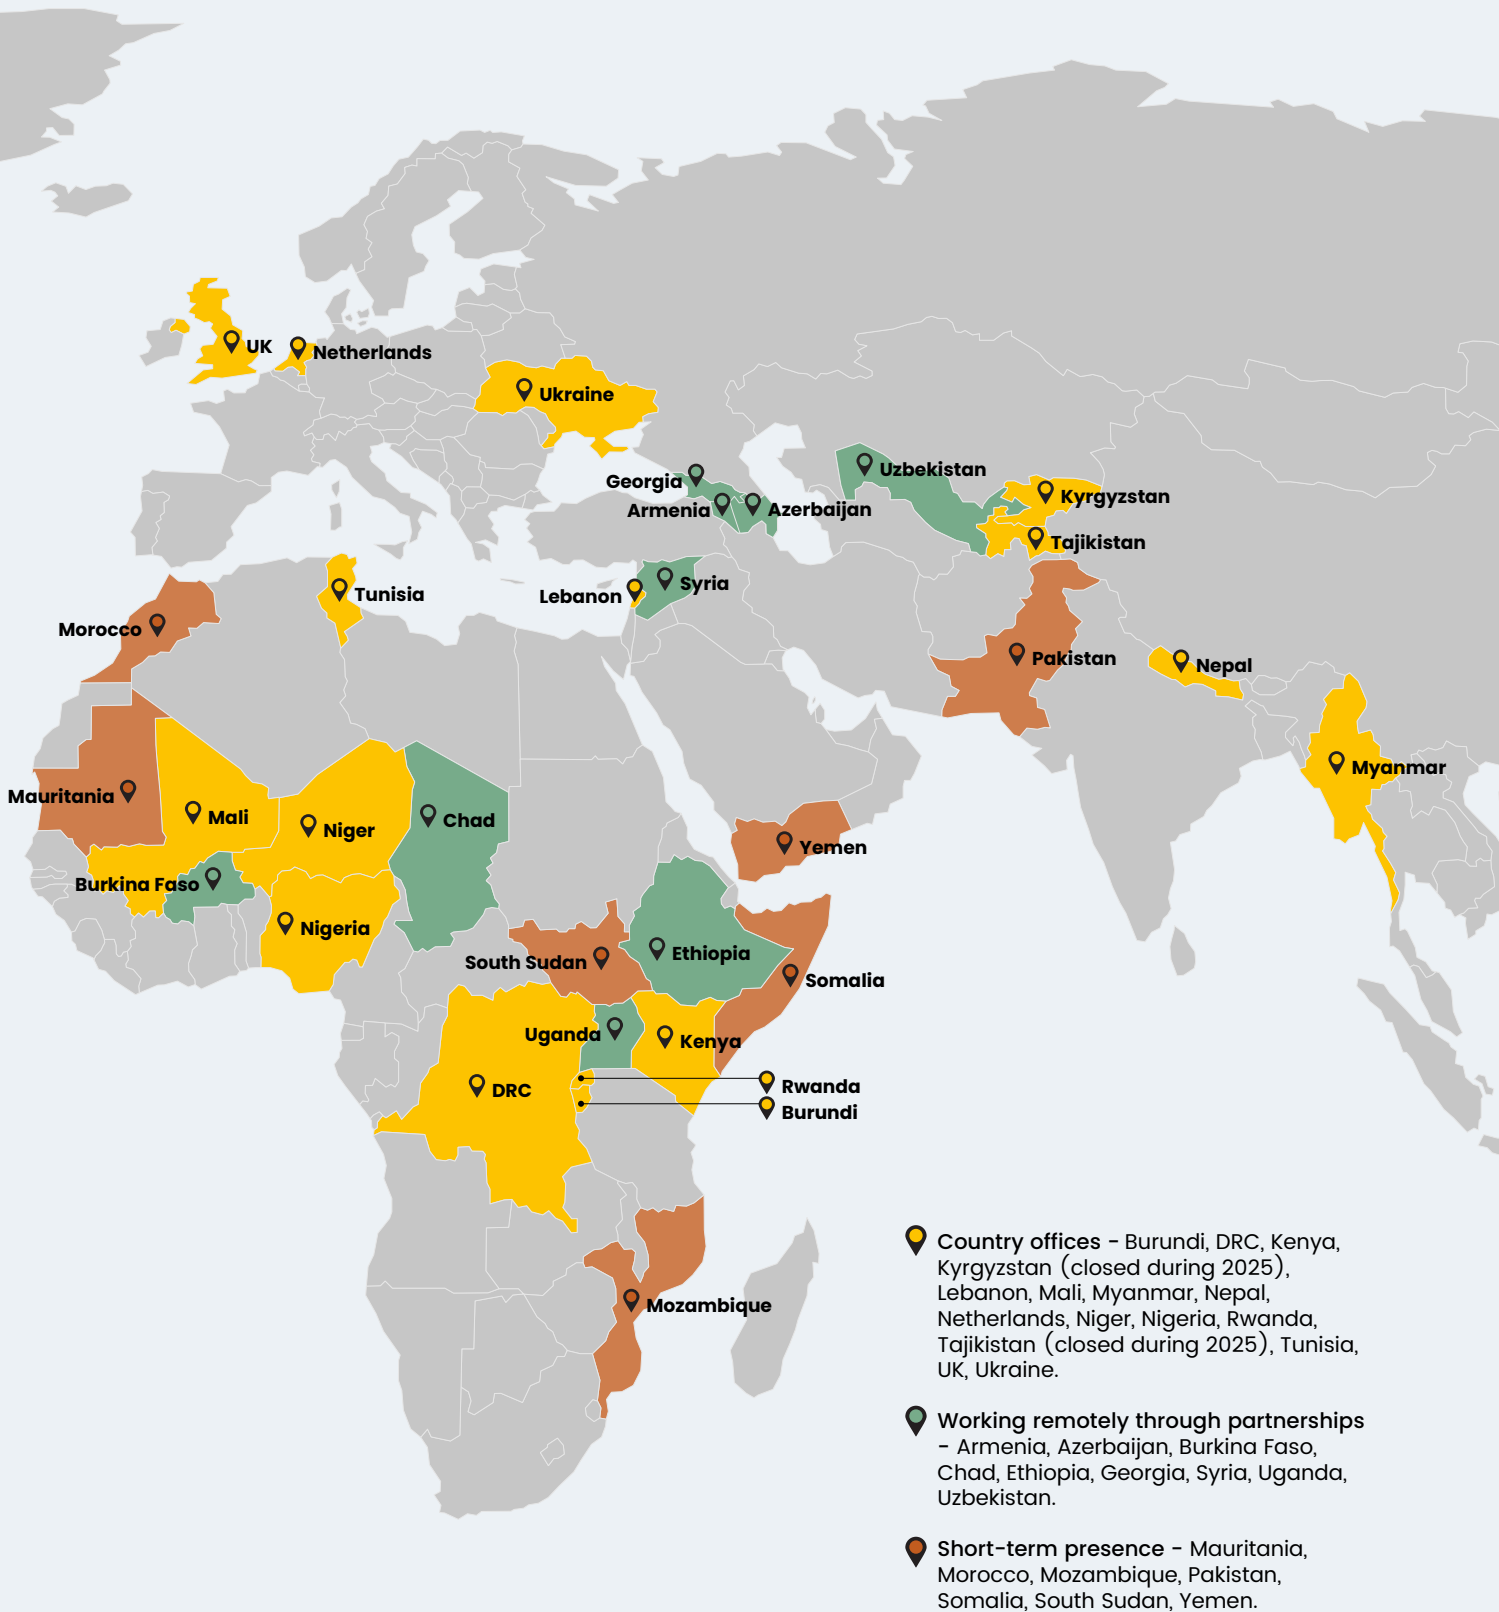 UK
Netherlands
Ukraine
Georgia
Armenia
Azerbaijan
Uzbekistan
Kyrgyzstan
Tajikistan
Tunisia
Lebanon
Syria
Morocco
Pakistan
Nepal
Myanmar
Mauritania
Mali
Niger
Chad
Yemen
Burkina Faso
Nigeria
South Sudan
Ethiopia
Somalia
Uganda
Kenya
DRC
Rwanda
Burundi
Mozambique
Country offices - Burundi, DRC, Kenya,
Kyrgyzstan (closed during 2025),
Lebanon, Mali, Myanmar, Nepal,
Netherlands, Niger, Nigeria, Rwanda,
Tajikistan (closed during 2025), Tunisia,
UK, Ukraine.
Working remotely through partnerships
- Armenia, Azerbaijan, Burkina Faso,
Chad, Ethiopia, Georgia, Syria, Uganda,
Uzbekistan.
Short-term presence - Mauritania,
Morocco, Mozambique, Pakistan,
Somalia, South Sudan, Yemen.